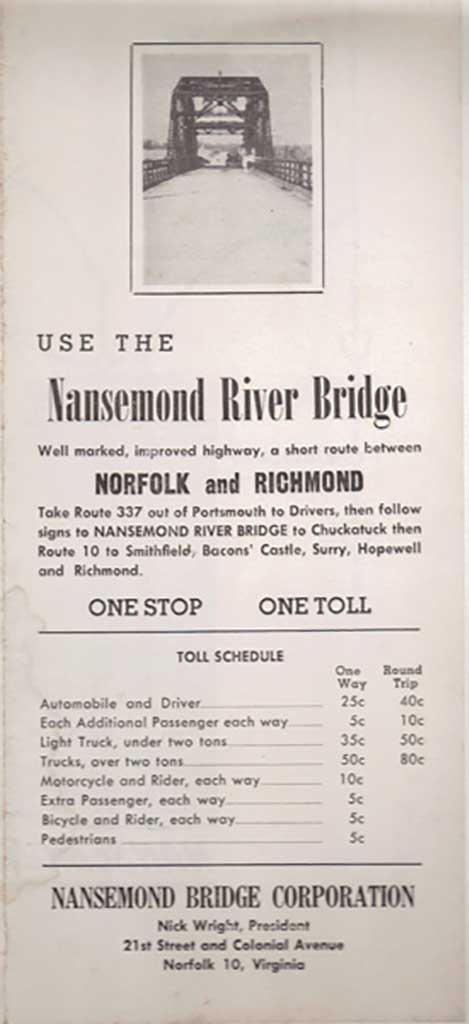 USE THE
Nansemond River Bridge
Well marked, improved highway, a short route between
NORFOLK and RICHMOND
Take Route 337 out of Portsmouth to Drivers, then follow
signs to NANSEMOND RIVER BRIDGE to Chuckatuck then
Route 10 to Smithfield, Bacons' Castle, Surry, Hopewell
and Richmond.
ONE STOP ONE TOLL
TOLL SCHEDULE
One Round
Way Trip
Automobile and Driver 25c 40c
Each Additional Passenger each way 5c 10c
Light Truck, under two tons 35c 50c
Trucks, over two tons 50c 80c
Motorcycle and Rider, each way 10c
Extra Passenger, each way 5c
Bicycle and Rider, each way 5c
Pedestrians 5c
NANSEMOND BRIDGE CORPORATION
Nick Wright, President
21st Street and Colonial Avenue
Norfolk 10, Virginia